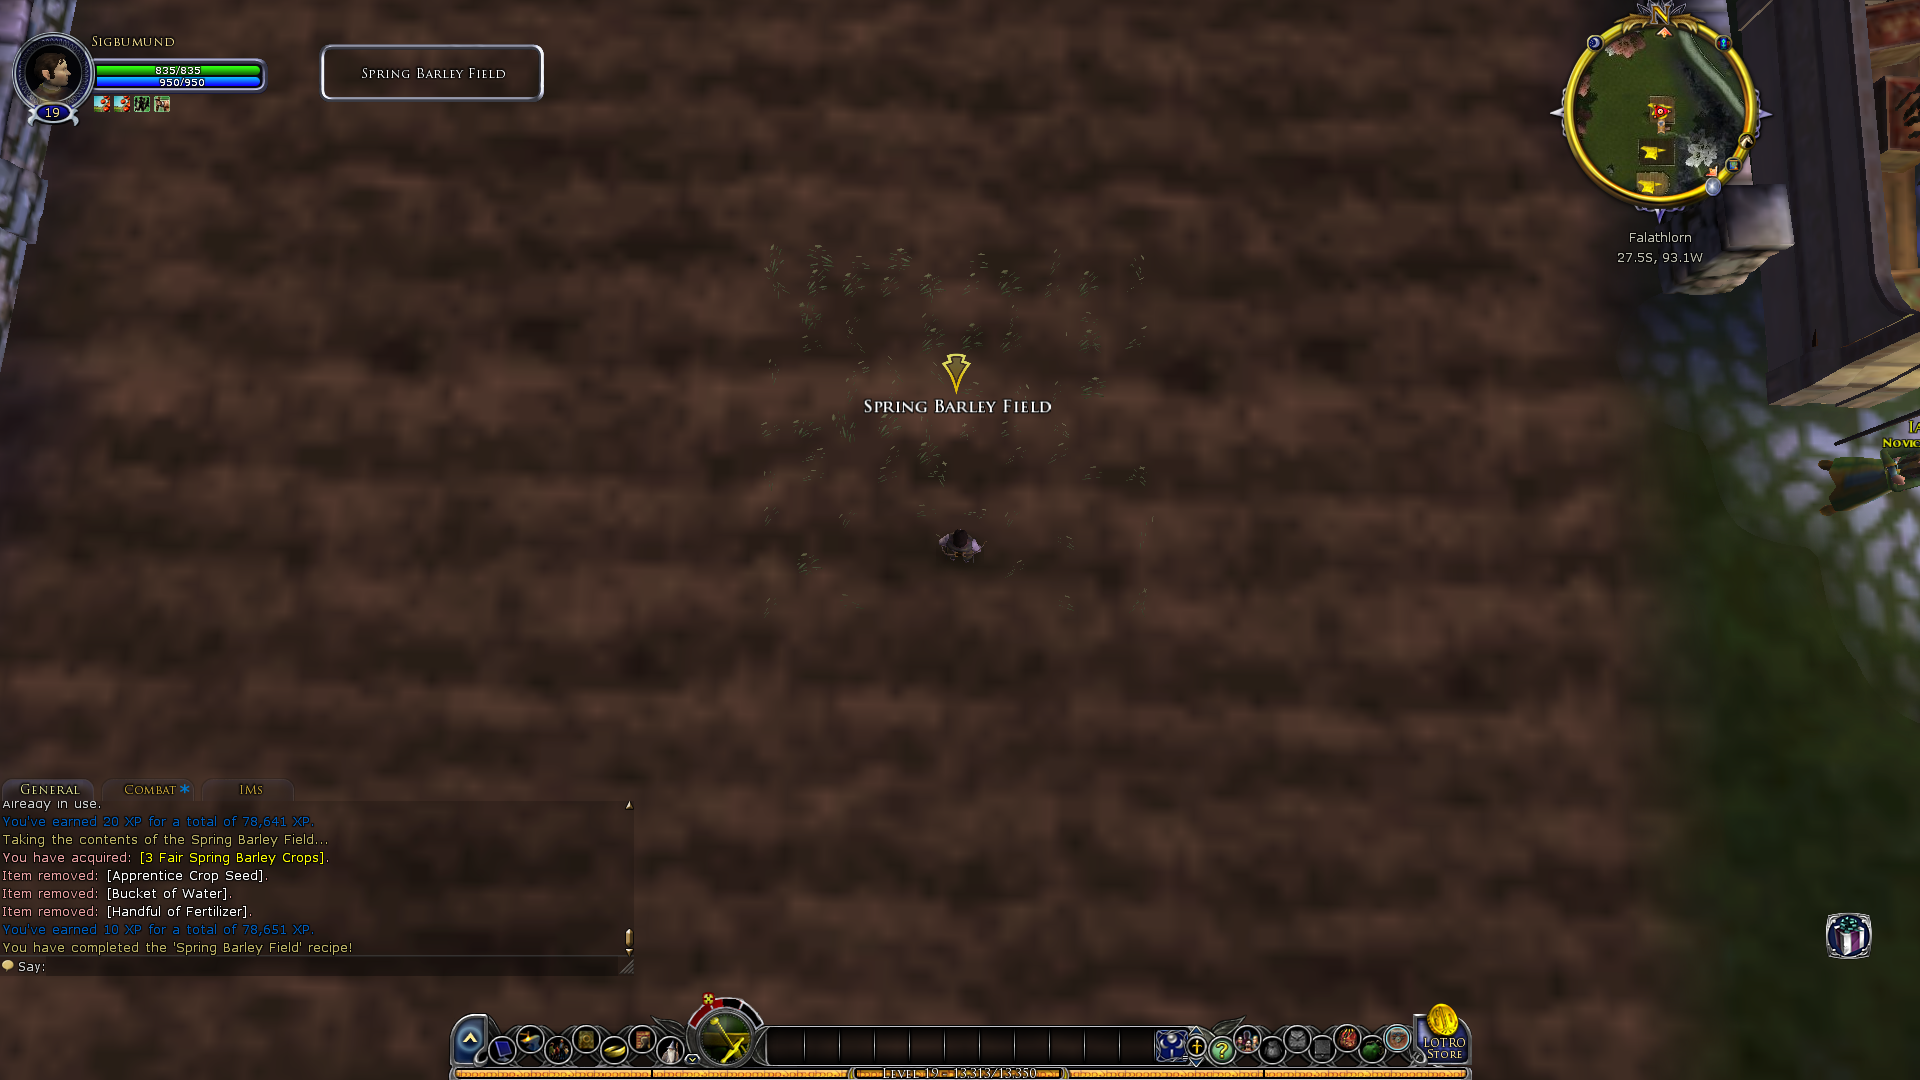 Sigbumund
835/835
950/950
19
Spring Barley Field
N
Falathlorn
27.5S, 93.1W
Spring Barley Field
General
Combat
IMs
Already in use.
You've earned 20 XP for a total of 78,641 XP.
Taking the contents of the Spring Barley Field...
You have acquired: [3 Fair Spring Barley Crops].
Item removed: [Apprentice Crop Seed].
Item removed: [Bucket of Water].
Item removed: [Handful of Fertilizer].
You've earned 10 XP for a total of 78,651 XP.
You have completed the 'Spring Barley Field' recipe!
Say:
LOTRO
Store
Level 19 - 13,313/13,350